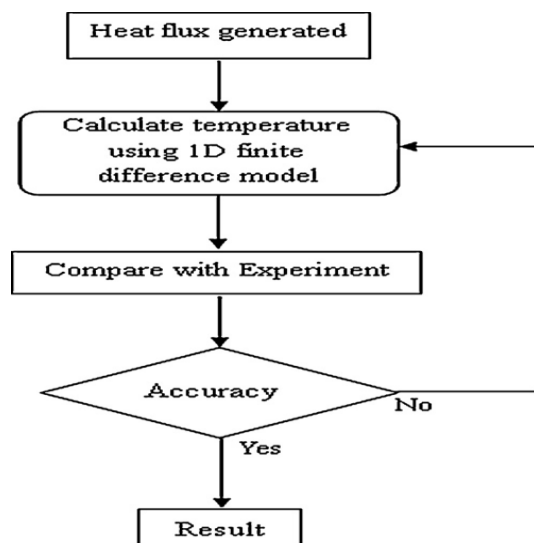 Heat flux generated
Calculate temperature
using 1D finite
difference model
Compare with Experiment
Accuracy
No
Yes
Result